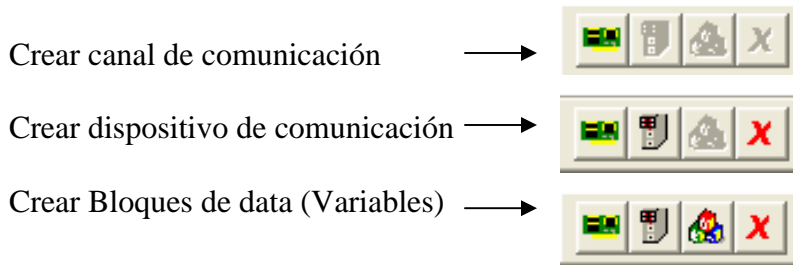 Crear canal de comunicación
Crear dispositivo de comunicación
Crear Bloques de data (Variables)